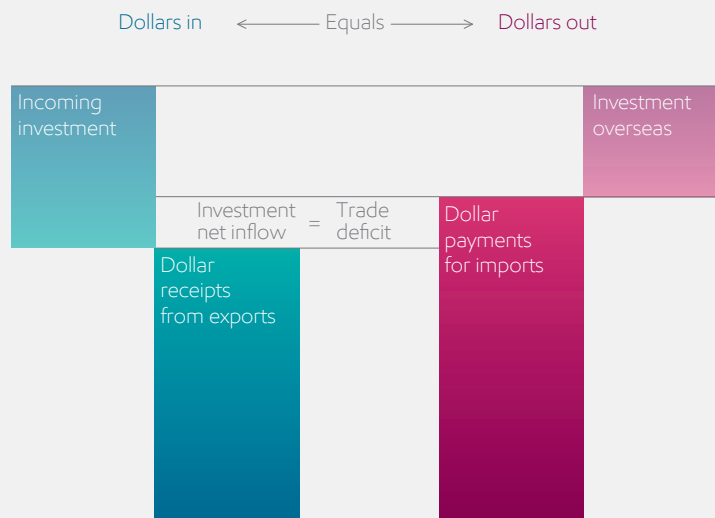 Dollars in
Equals
Dollars out
Incoming
investment
Investment
overseas
Investment
net inflow
=
Trade
deficit
Dollar
payments
for imports
Dollar
receipts
from exports